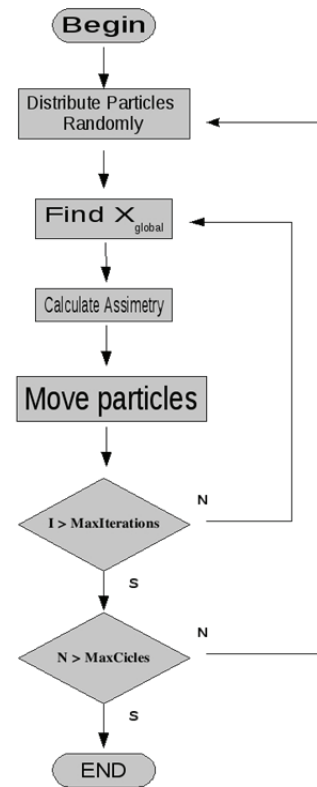 Begin
Distribute Particles
Randomly
Find X global
Calculate Assimetry
Move particles
I > MaxIterations
N
S
N > MaxCicles
N
S
END